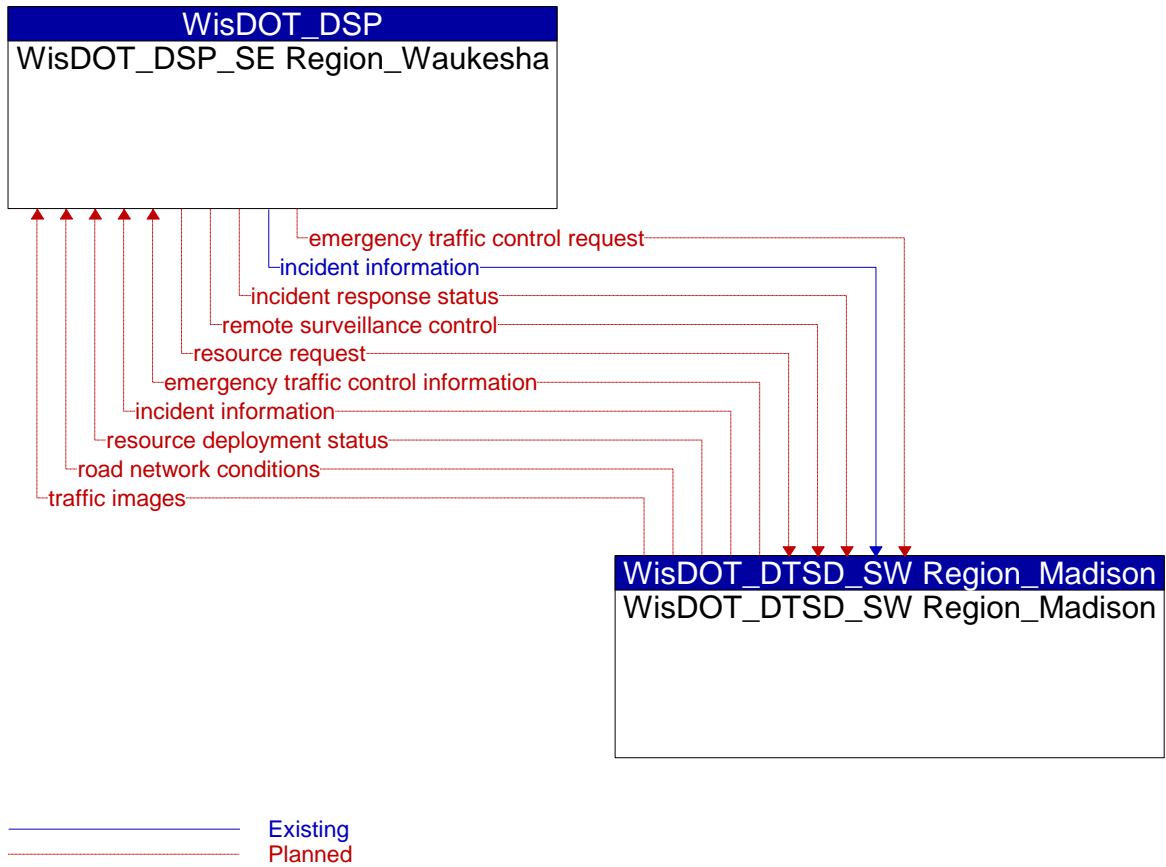 WisDOT_DSP
WisDOT_DSP_SE Region_Waukesha
emergency traffic control request
incident information
incident response status
remote surveillance control
resource request
emergency traffic control information
incident information
resource deployment status
road network conditions
traffic images
WisDOT_DTSD_SW Region_Madison
WisDOT_DTSD_SW Region_Madison
Existing
Planned